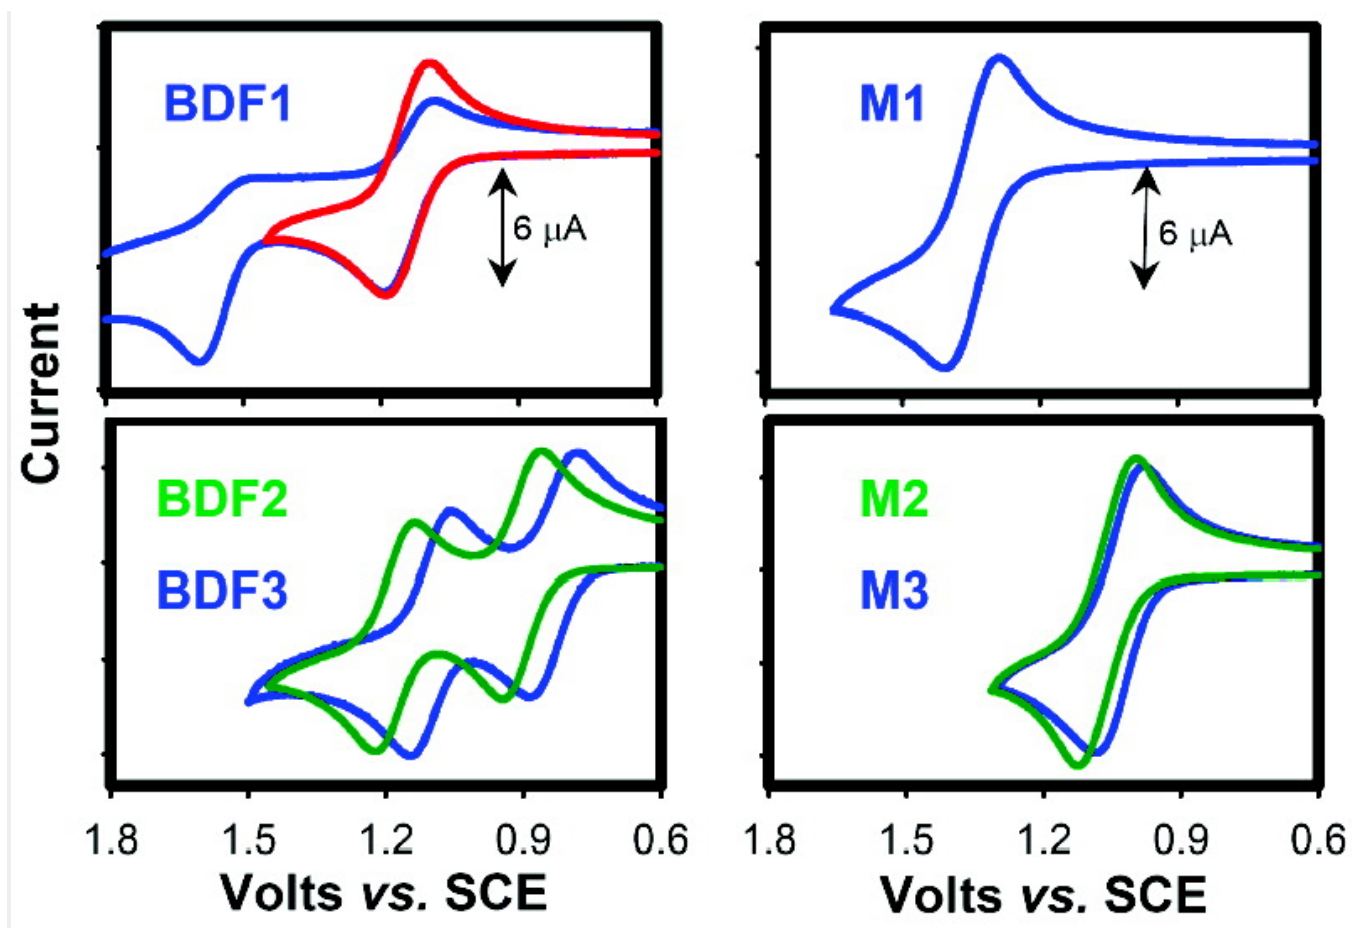 BDF1
6 μA
M1
6 μA
Current
BDF2
BDF3
M2
M3
1.8 1.5 1.2 0.9 0.6
Volts vs. SCE
1.8 1.5 1.2 0.9 0.6
Volts vs. SCE